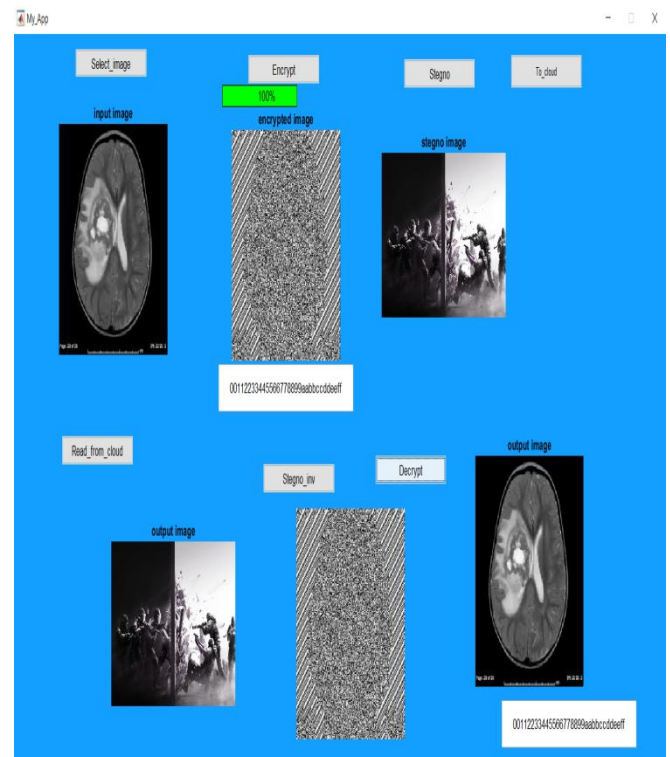 My_App
Select_image
Encrypt
Stegno
To_cloud
100%
input image
encrypted image
stegno image
00112233445566778899aabbccddeeff
Read_from_cloud
Stegno_inv
Decrypt
output image
output image
00112233445566778899aabbccddeeff